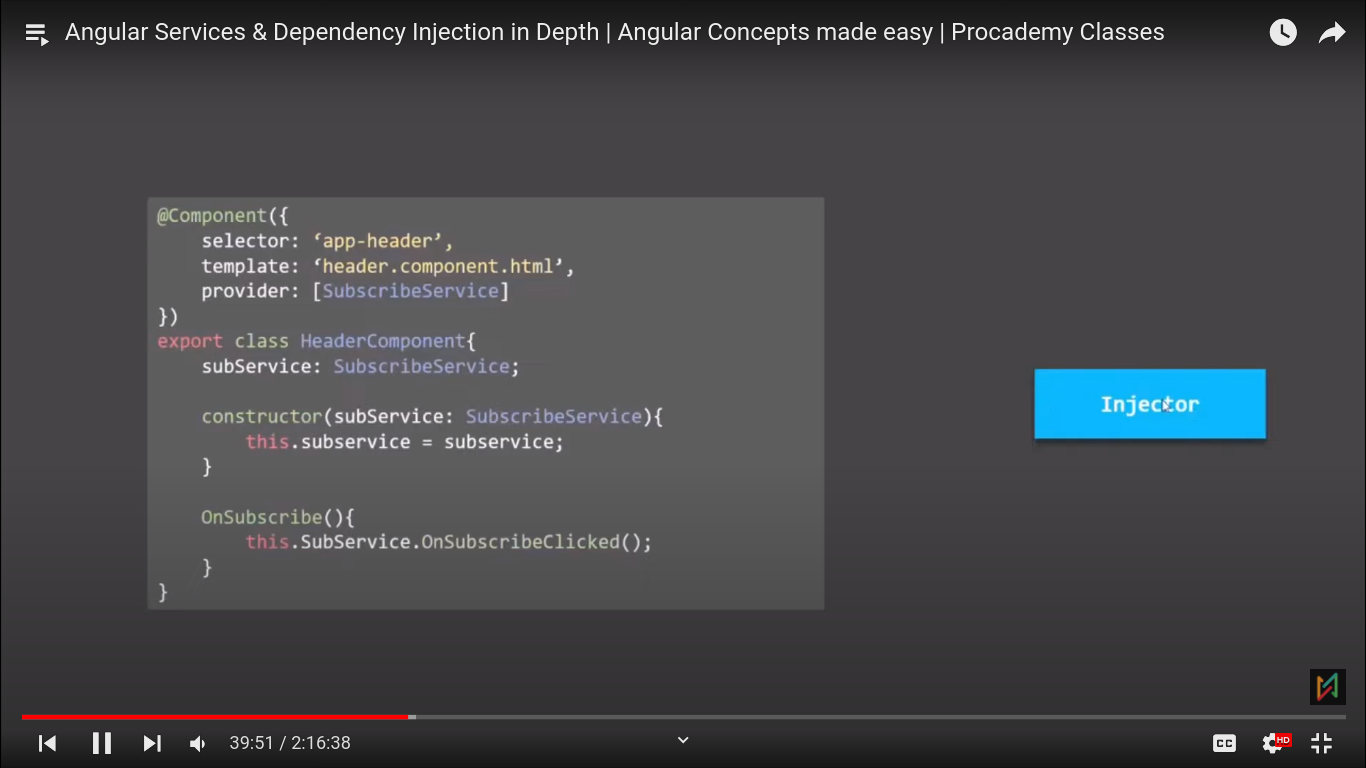 Angular Services & Dependency Injection in Depth | Angular Concepts made easy | Procademy Classes
@Component({
    selector: ‘app-header’,
    template: ‘header.component.html’,
    provider: [SubscribeService]
})
export class HeaderComponent{
    subService: SubscribeService;
    constructor(subService: SubscribeService){
        this.subservice = subservice;
    }
    OnSubscribe(){
        this.SubService.OnSubscribeClicked();
    }
}
Injector
39:51 / 2:16:38
CC
HD